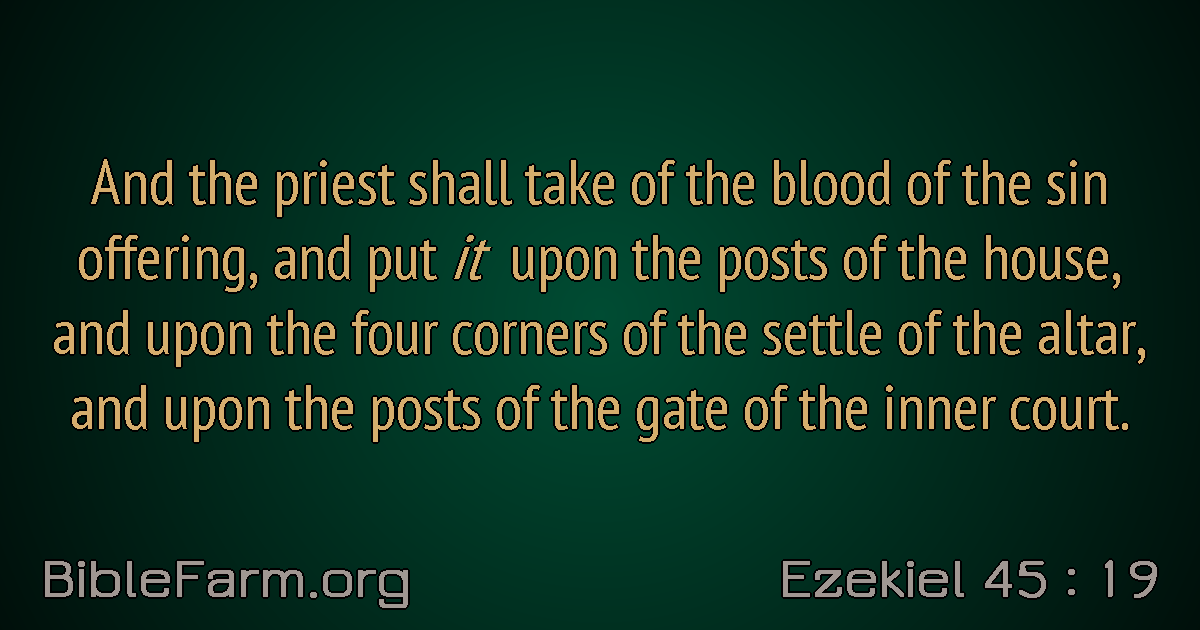 And the priest shall take of the blood of the sin
offering, and put it upon the posts of the house,
and upon the four corners of the settle of the altar,
and upon the posts of the gate of the inner court.
BibleFarm.org
Ezekiel 45 : 19